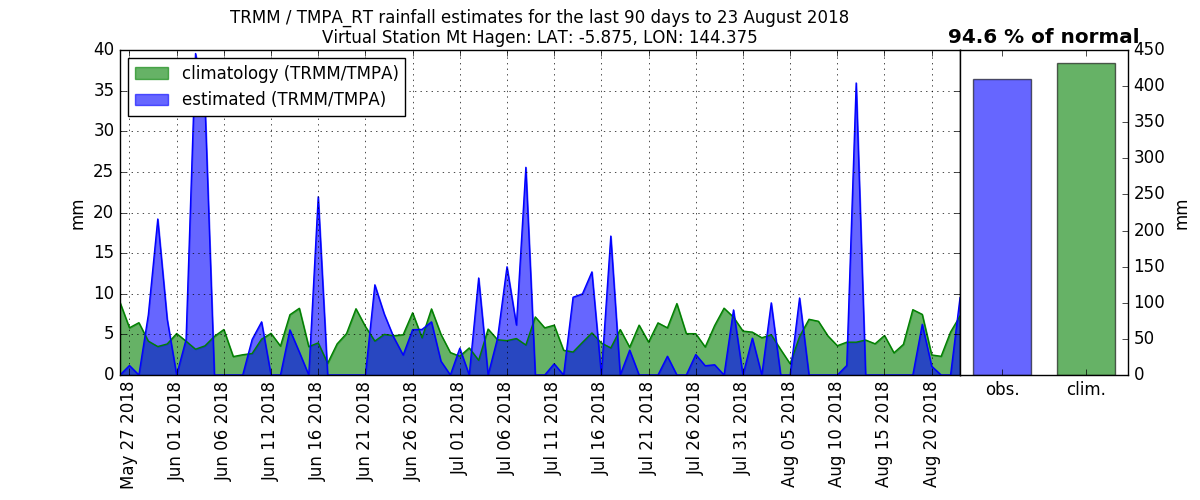 TRMM / TMPA_RT rainfall estimates for the last 90 days to 23 August 2018
Virtual Station Mt Hagen: LAT: -5.875, LON: 144.375
94.6 % of normal
climatology (TRMM/TMPA)
estimated (TRMM/TMPA)
40
35
30
25
20
15
10
5
0
mm
May 27 2018
Jun 01 2018
Jun 06 2018
Jun 11 2018
Jun 16 2018
Jun 21 2018
Jun 26 2018
Jul 01 2018
Jul 06 2018
Jul 11 2018
Jul 16 2018
Jul 21 2018
Jul 26 2018
Jul 31 2018
Aug 05 2018
Aug 10 2018
Aug 15 2018
Aug 20 2018
obs.
clim.
450
400
350
300
250
200
150
100
50
0
mm